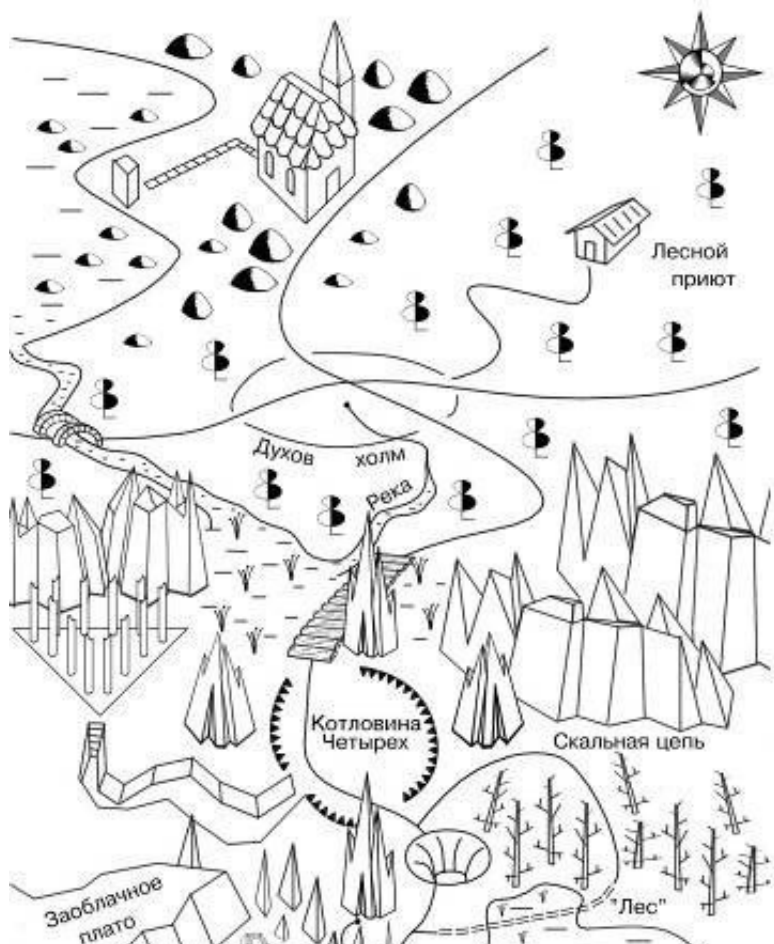 Лесной
приют
Духов холм
Река
Котловина
Четырех
Скальная цепь
Заоблачное
плато
"Лес"